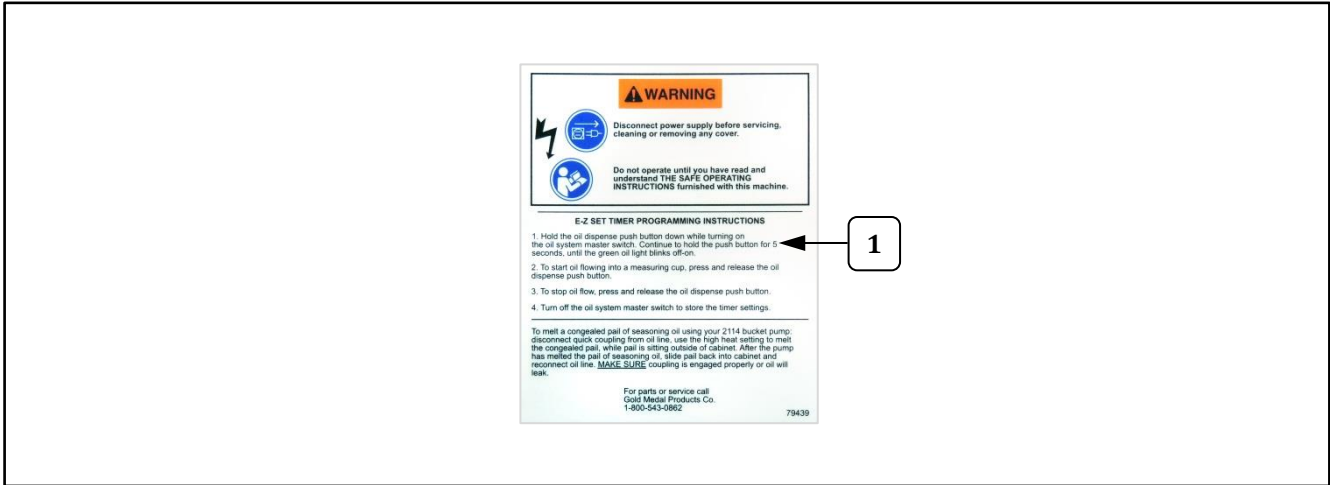 WARNING
Disconnect power supply before servicing,
cleaning or removing any cover.
Do not operate until you have read and
understand THE SAFE OPERATING
INSTRUCTIONS furnished with this machine.
E-Z SET TIMER PROGRAMMING INSTRUCTIONS
1. Hold the oil dispense push button down while turning on
the oil system master switch. Continue to hold the push button for 5
seconds, until the green oil light blinks off-on.
1
2. To start oil flowing into a measuring cup, press and release the oil
dispense push button.
3. To stop oil flow, press and release the oil dispense push button.
4. Turn off the oil system master switch to store the timer settings.
To melt a congealed pail of seasoning oil using your 2114 bucket pump:
disconnect quick coupling from oil line, use the high heat setting to melt
the congealed pail, while pail is sitting outside of cabinet. After the pump
has melted the pail of seasoning oil, slide pail back into cabinet and
reconnect oil line. MAKE SURE coupling is engaged properly or oil will
leak.
For parts or service call
Gold Medal Products Co.
1-800-543-0862
79439